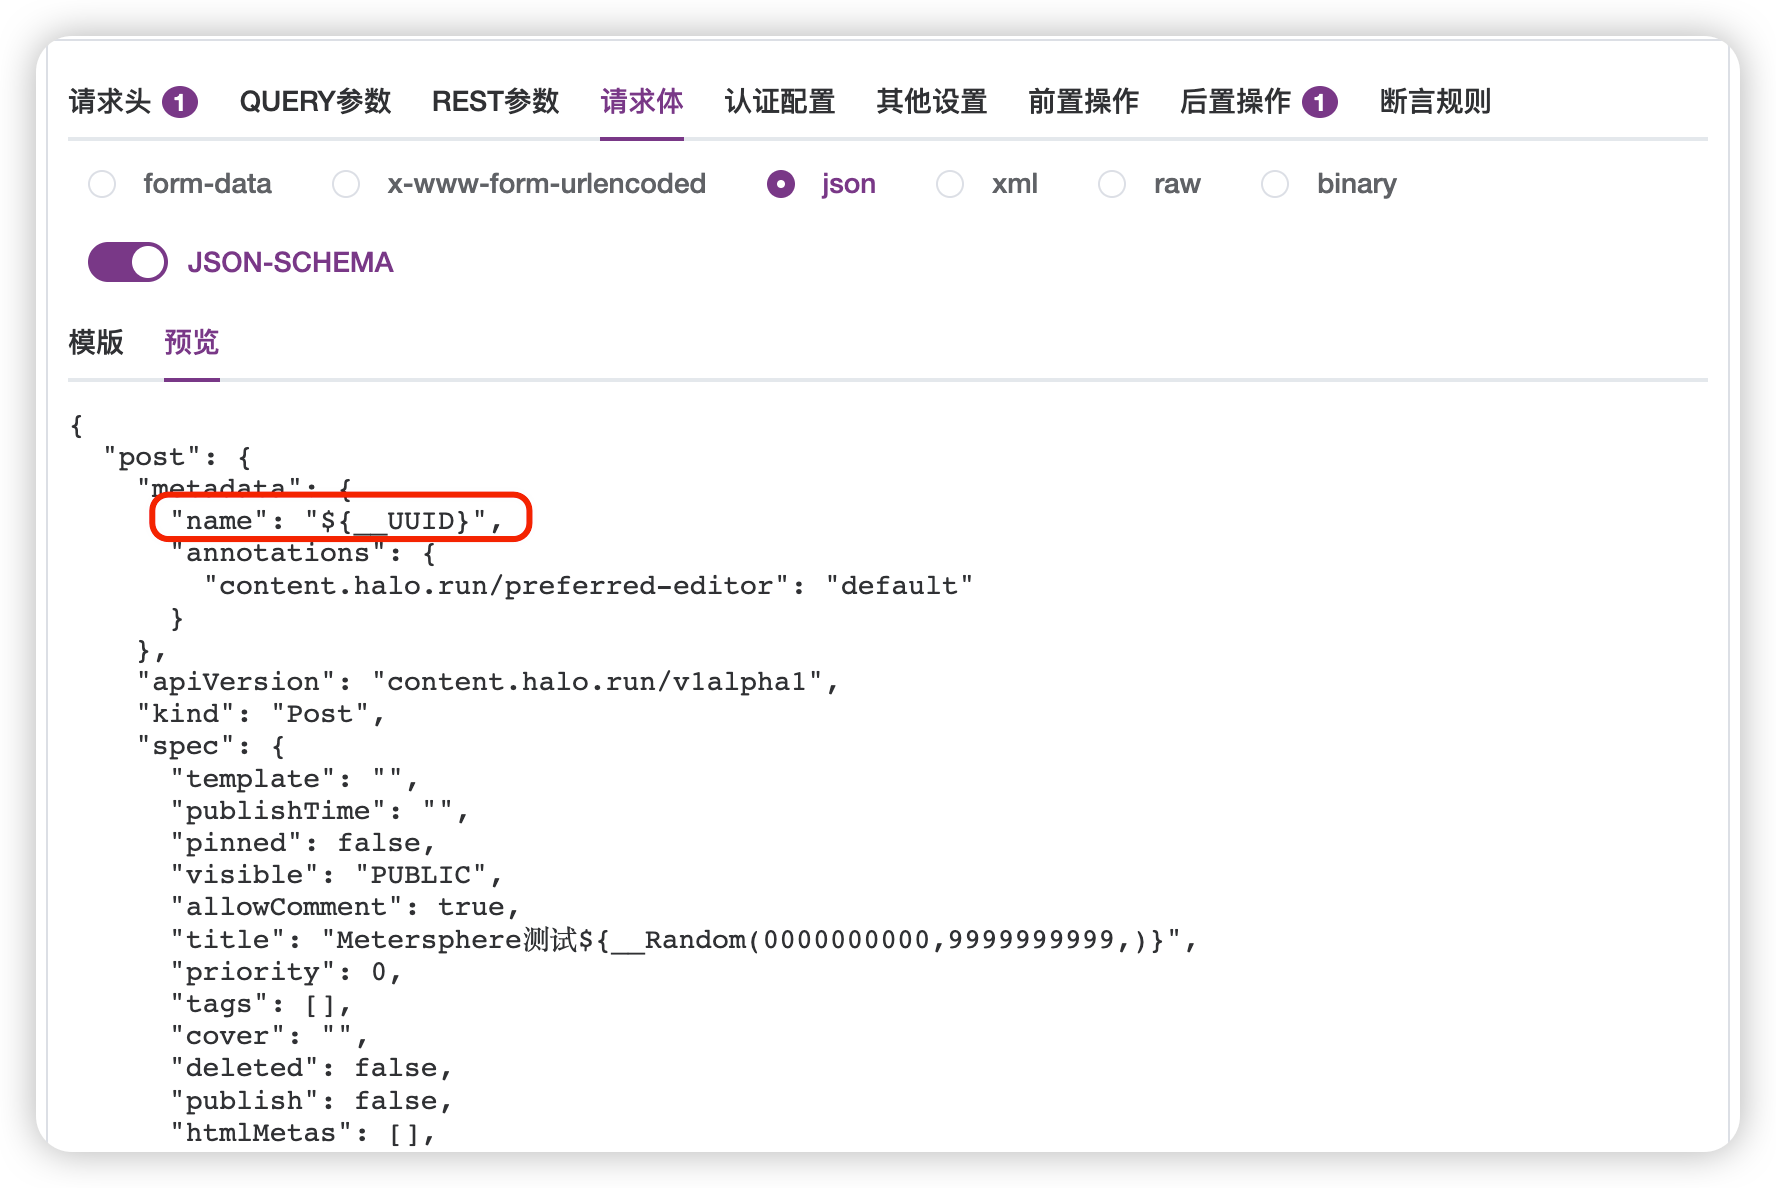 请求头 1 QUERY参数 REST参数 请求体 认证配置 其他设置 前置操作 后置操作 1 断言规则
form-data x-www-form-urlencoded json xml raw binary
JSON-SCHEMA
模版 预览
{
  "post": {
    "metadata": {
      "name": "${__UUID}",
      "annotations": {
        "content.halo.run/preferred-editor": "default"
      }
    },
    "apiVersion": "content.halo.run/v1alpha1",
    "kind": "Post",
    "spec": {
      "template": "",
      "publishTime": "",
      "pinned": false,
      "visible": "PUBLIC",
      "allowComment": true,
      "title": "Metersphere测试${__Random(0000000000,9999999999,)}",
      "priority": 0,
      "tags": [],
      "cover": "",
      "deleted": false,
      "publish": false,
      "htmlMetas": [],